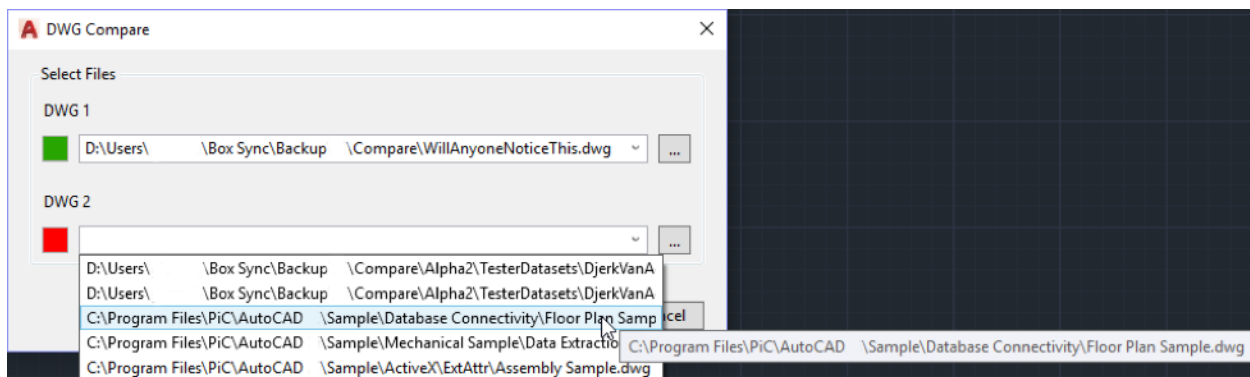 DWG Compare
Select Files
DWG 1
D:\Users\ \Box Sync\Backup \Compare\WillAnyoneNoticeThis.dwg
...
DWG 2
...
D:\Users\ \Box Sync\Backup \Compare\Alpha2\TesterDatasets\DjerkVanA
D:\Users\ \Box Sync\Backup \Compare\Alpha2\TesterDatasets\DjerkVanA
C:\Program Files\PiC\AutoCAD \Sample\Database Connectivity\Floor Plan Samp
C:\Program Files\PiC\AutoCAD \Sample\Mechanical Sample\Data Extractio
C:\Program Files\PiC\AutoCAD \Sample\Database Connectivity\Floor Plan Sample.dwg
C:\Program Files\PiC\AutoCAD \Sample\ActiveX\ExtAttr\Assembly Sample.dwg